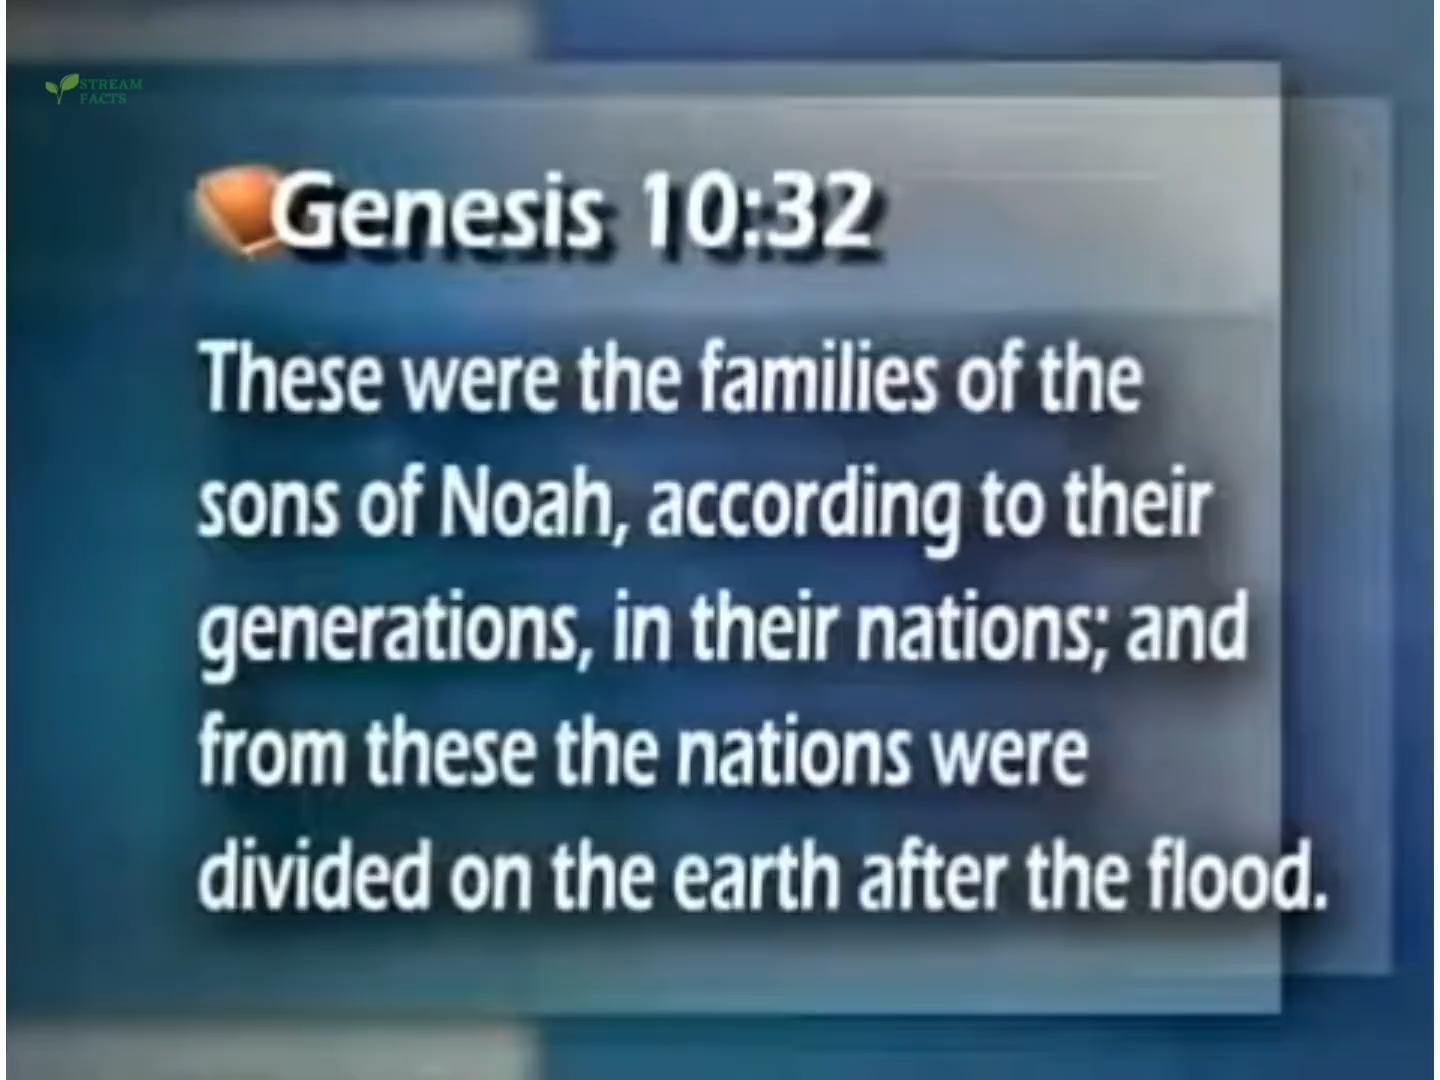 STREAM
FACTS
Genesis 10:32
These were the families of the
sons of Noah, according to their
generations, in their nations; and
from these the nations were
divided on the earth after the flood.